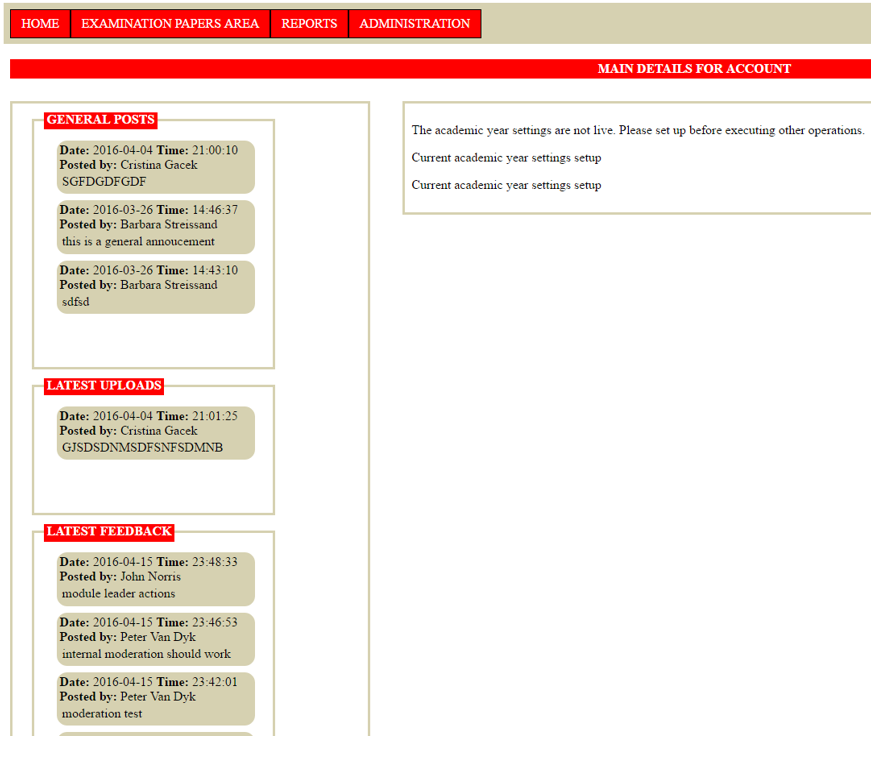 HOME EXAMINATION PAPERS AREA REPORTS ADMINISTRATION
MAIN DETAILS FOR ACCOUNT
GENERAL POSTS
Date: 2016-04-04 Time: 21:00:10
Posted by: Cristina Gacek
SGFDGDFGDF
Date: 2016-03-26 Time: 14:46:37
Posted by: Barbara Streissand
this is a general annoucement
Date: 2016-03-26 Time: 14:43:10
Posted by: Barbara Streissand
sdfsd
LATEST UPLOADS
Date: 2016-04-04 Time: 21:01:25
Posted by: Cristina Gacek
GJSDSDNMSDFSNFSDMNB
LATEST FEEDBACK
Date: 2016-04-15 Time: 23:48:33
Posted by: John Norris
module leader actions
Date: 2016-04-15 Time: 23:46:53
Posted by: Peter Van Dyk
internal moderation should work
Date: 2016-04-15 Time: 23:42:01
Posted by: Peter Van Dyk
moderation test
The academic year settings are not live. Please set up before executing other operations.
Current academic year settings setup
Current academic year settings setup